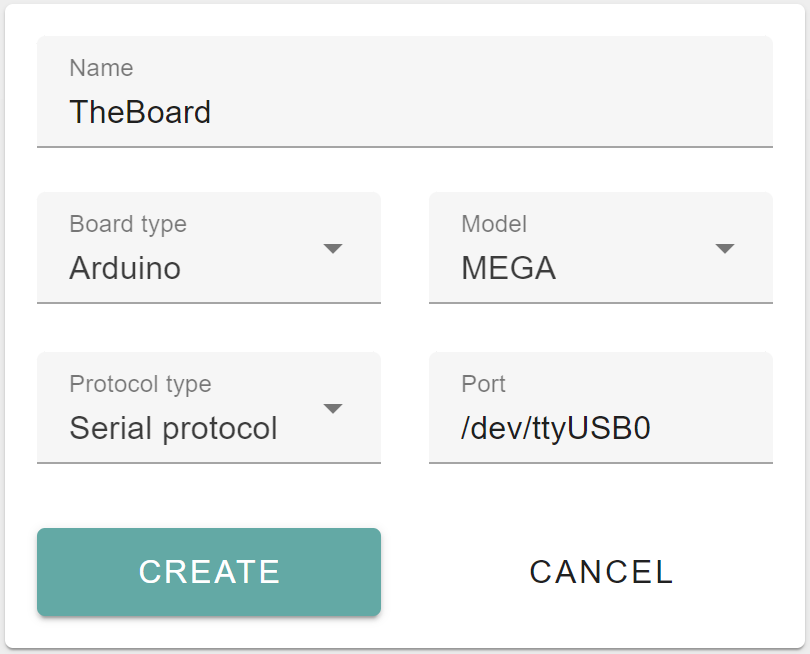 Name
TheBoard
Board type
Arduino
Model
MEGA
Protocol type
Serial protocol
Port
/dev/ttyUSB0
CREATE
CANCEL